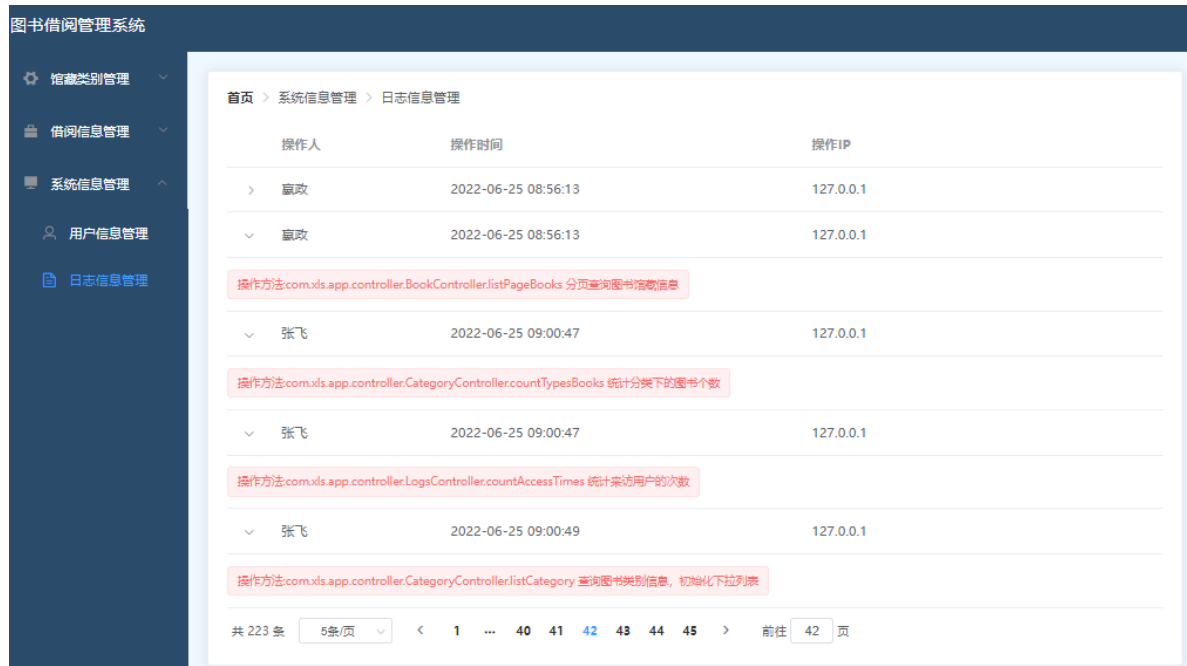 图书借阅管理系统
馆藏类别管理
借阅信息管理
系统信息管理
用户信息管理
日志信息管理
首页 > 系统信息管理 > 日志信息管理
操作人 操作时间 操作IP
嬴政 2022-06-25 08:56:13 127.0.0.1
嬴政 2022-06-25 08:56:13 127.0.0.1
操作方法:com.xls.app.controller.BookController.listPageBooks 分页查询图书馆藏信息
张飞 2022-06-25 09:00:47 127.0.0.1
操作方法:com.xls.app.controller.CategoryController.countTypesBooks 统计分类下的图书个数
张飞 2022-06-25 09:00:47 127.0.0.1
操作方法:com.xls.app.controller.LogsController.countAccessTimes 统计来访用户的次数
张飞 2022-06-25 09:00:49 127.0.0.1
操作方法:com.xls.app.controller.CategoryController.listCategory 查询图书类别信息，初始化下拉列表
共 223 条 5条/页 < 1 ... 40 41 42 43 44 45 > 前往 42 页